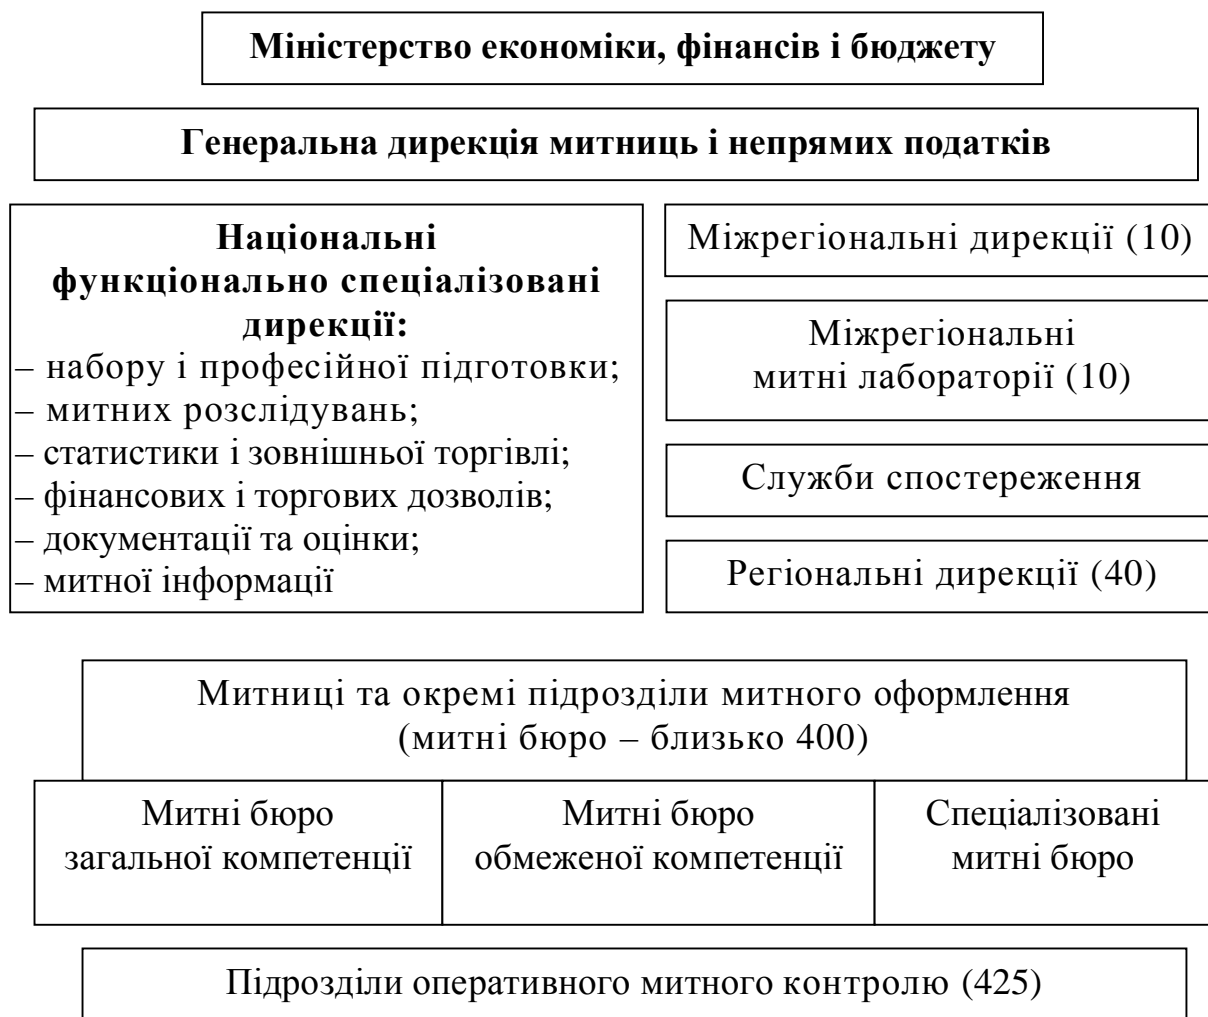 Міністерство економіки, фінансів і бюджету
Генеральна дирекція митниць і непрямих податків
Національні
функціонально спеціалізовані
дирекції:
– набору і професійної підготовки;
– митних розслідувань;
– статистики і зовнішньої торгівлі;
– фінансових і торгових дозволів;
– документації та оцінки;
– митної інформації
Міжрегіональні дирекції (10)
Міжрегіональні
митні лабораторії (10)
Служби спостереження
Регіональні дирекції (40)
Митниці та окремі підрозділи митного оформлення
(митні бюро – близько 400)
Митні бюро
загальної компетенції
Митні бюро
обмеженої компетенції
Спеціалізовані
митні бюро
Підрозділи оперативного митного контролю (425)